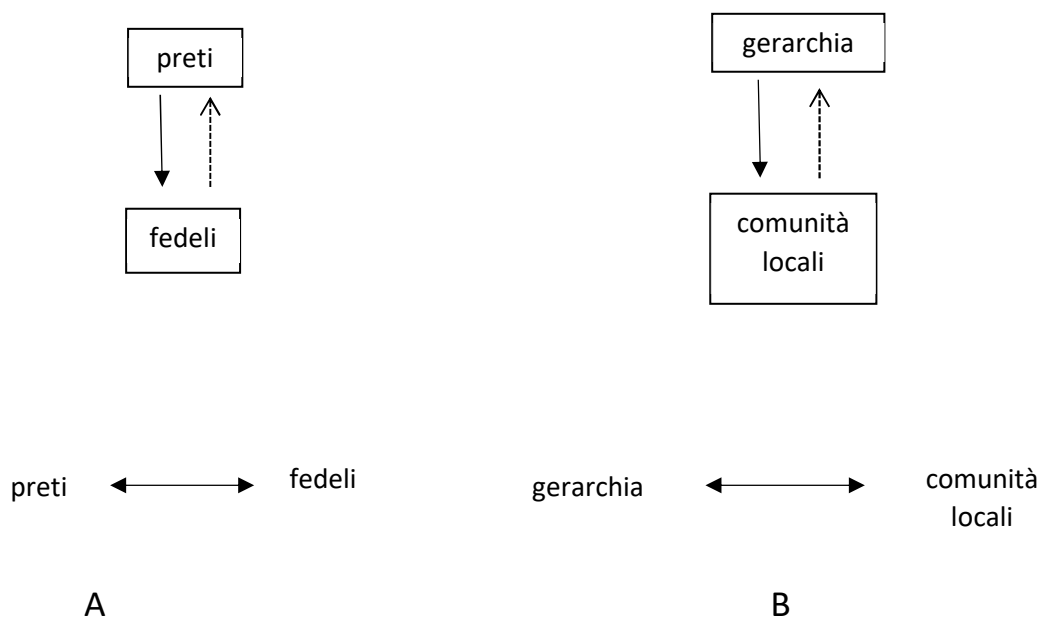 preti
gerarchia
fedeli
comunità
locali
preti
fedeli
gerarchia
comunità
locali
A
B